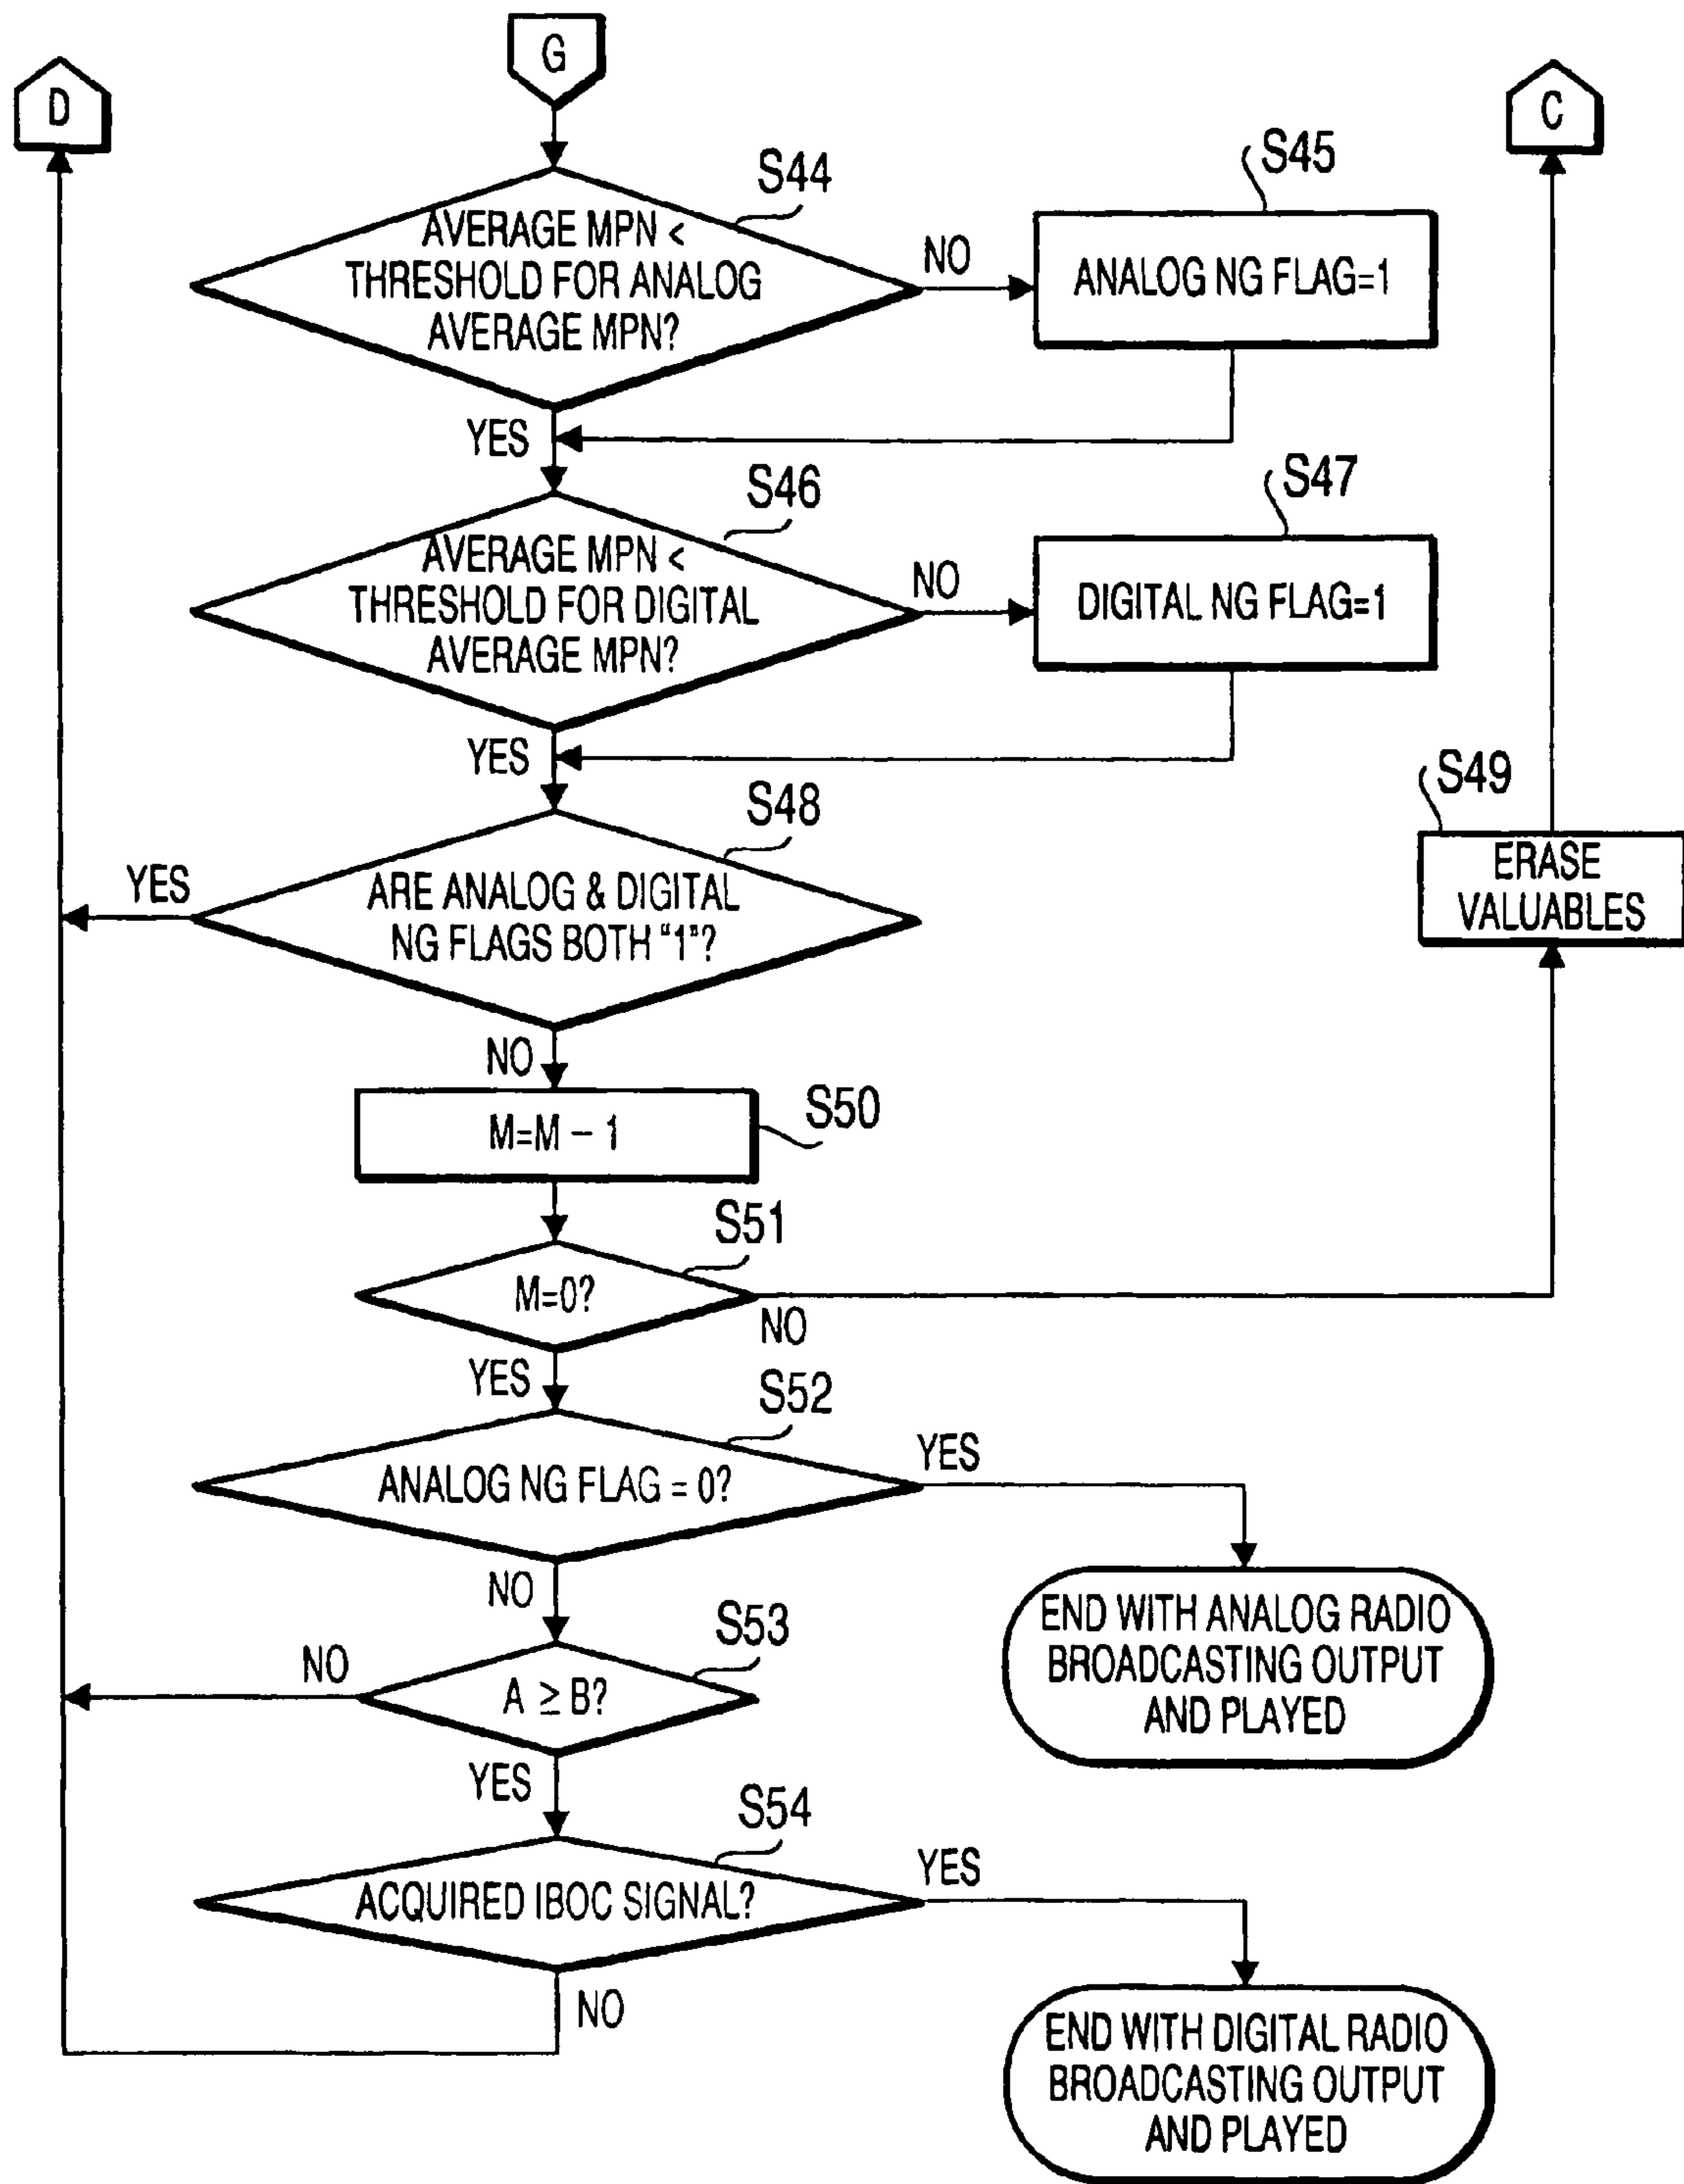 G
D
C
S44
S45
AVERAGE MPN <
THRESHOLD FOR ANALOG
AVERAGE MPN?
NO
ANALOG NG FLAG=1
YES
S46
S47
AVERAGE MPN <
THRESHOLD FOR DIGITAL
AVERAGE MPN?
NO
DIGITAL NG FLAG=1
YES
S48
S49
YES
ARE ANALOG & DIGITAL
NG FLAGS BOTH "1"?
ERASE
VALUABLES
NO
M=M – 1
S50
S51
M=0?
NO
YES
S52
ANALOG NG FLAG = 0?
YES
NO
END WITH ANALOG RADIO
BROADCASTING OUTPUT
AND PLAYED
S53
NO
A ≥ B?
YES
S54
ACQUIRED IBOC SIGNAL?
YES
NO
END WITH DIGITAL RADIO
BROADCASTING OUTPUT
AND PLAYED